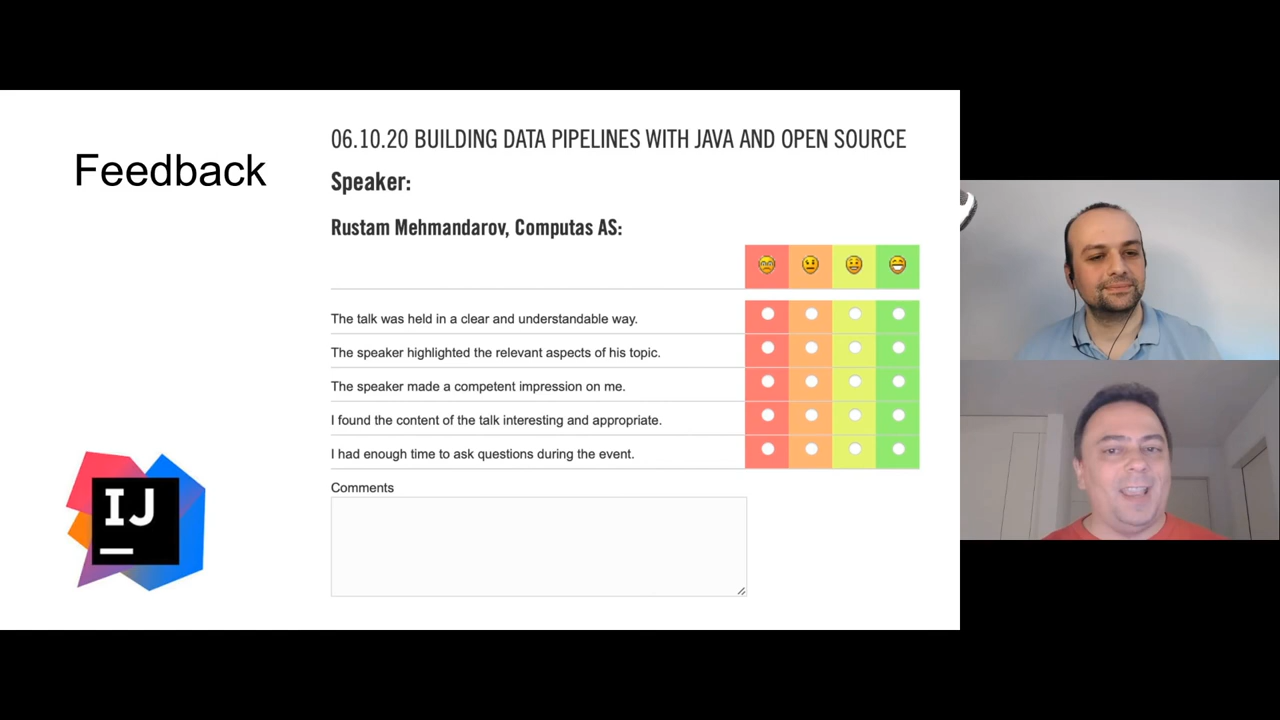 Feedback
06.10.20 BUILDING DATA PIPELINES WITH JAVA AND OPEN SOURCE
Speaker:
Rustam Mehmandarov, Computas AS:
The talk was held in a clear and understandable way.
The speaker highlighted the relevant aspects of his topic.
The speaker made a competent impression on me.
I found the content of the talk interesting and appropriate.
I had enough time to ask questions during the event.
Comments
IJ